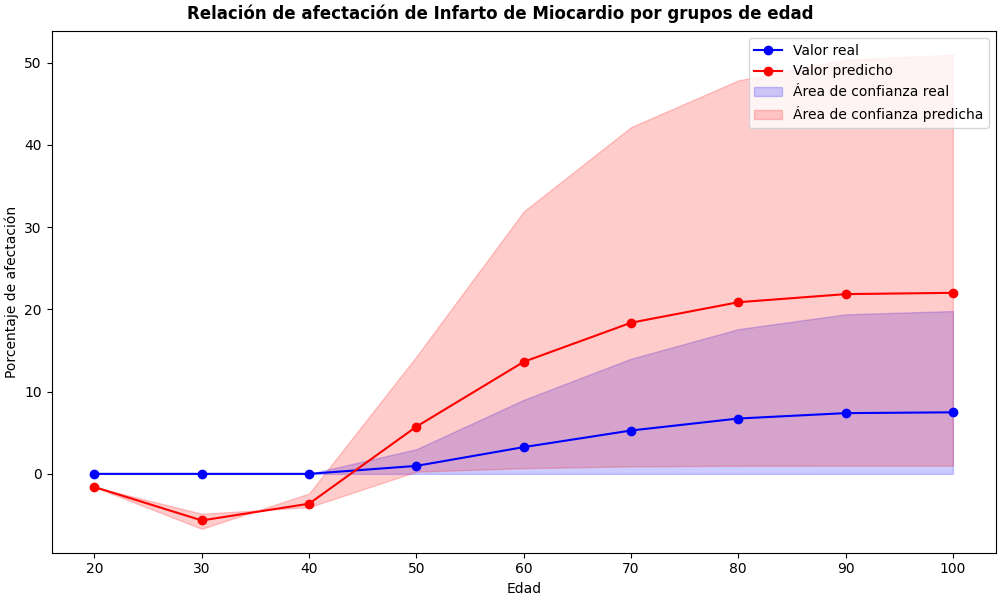 Relación de afectación de Infarto de Miocardio por grupos de edad
Valor real
Valor predicho
Área de confianza real
Área de confianza predicha
Porcentaje de afectación
50
40
30
20
10
0
20 30 40 50 60 70 80 90 100
Edad